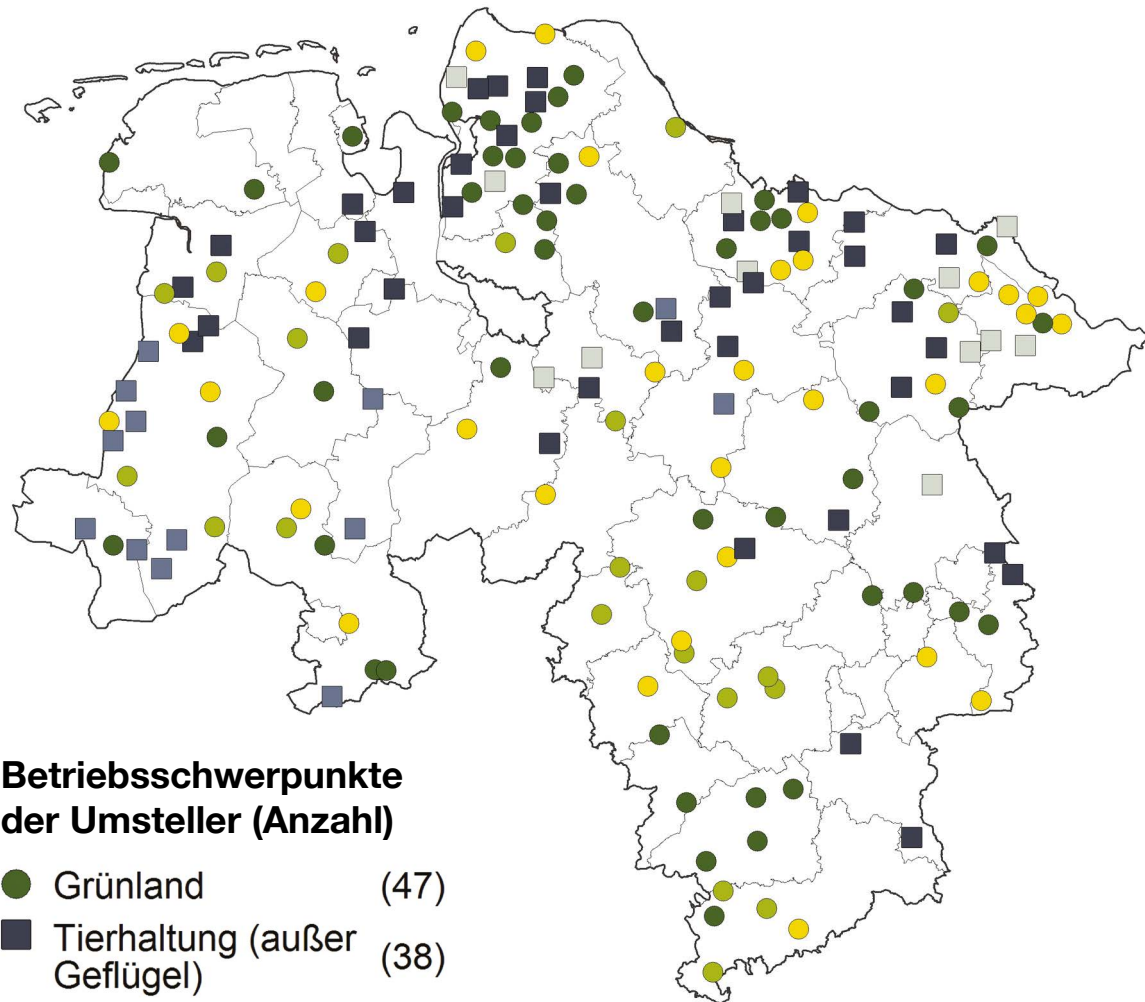 Betriebsschwerpunkte
der Umsteller (Anzahl)
Grünland (47)
Tierhaltung (außer
Geflügel) (38)